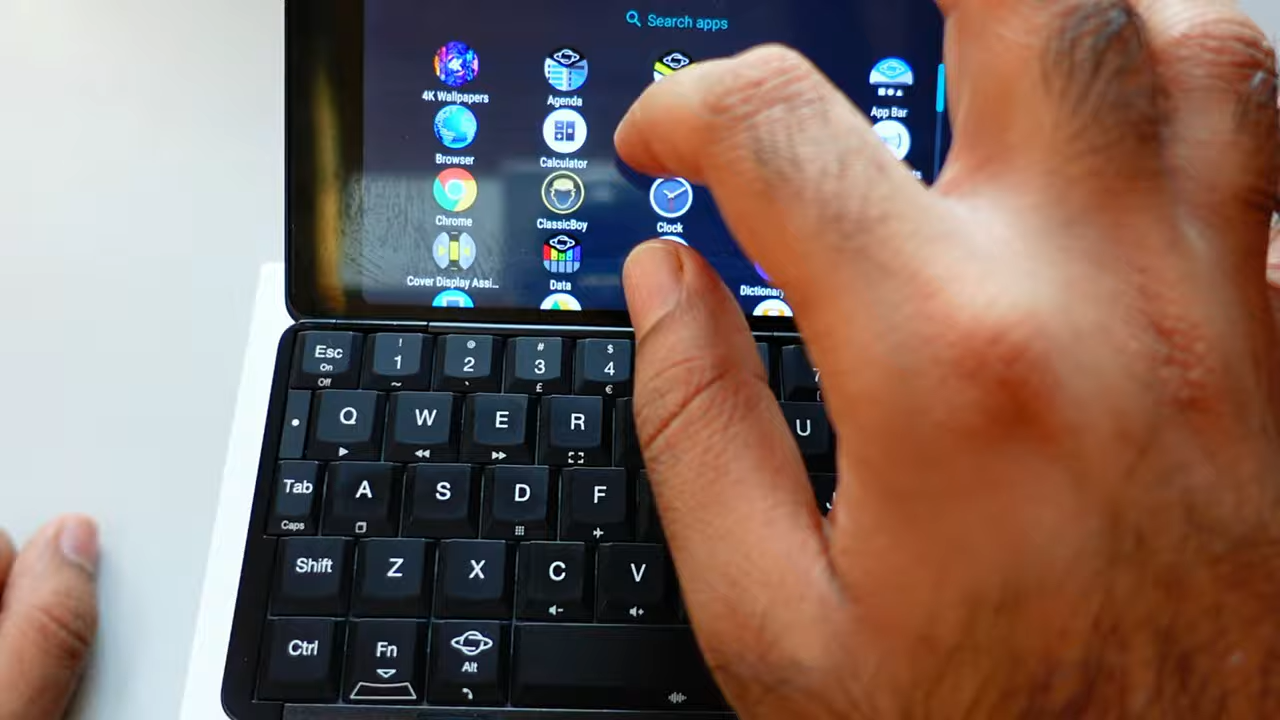 Search apps
4K Wallpapers
Agenda
App Bar
Browser
Calculator
Chrome
ClassicBoy
Clock
Cover Display Assi...
Data
Dictionary
Esc
On
Off
!
1
~
@
2
`
#
3
£
$
4
€
7
Q
W
E
R
U
Tab
Caps
A
S
D
F
Shift
Z
X
C
V
Ctrl
Fn
Alt